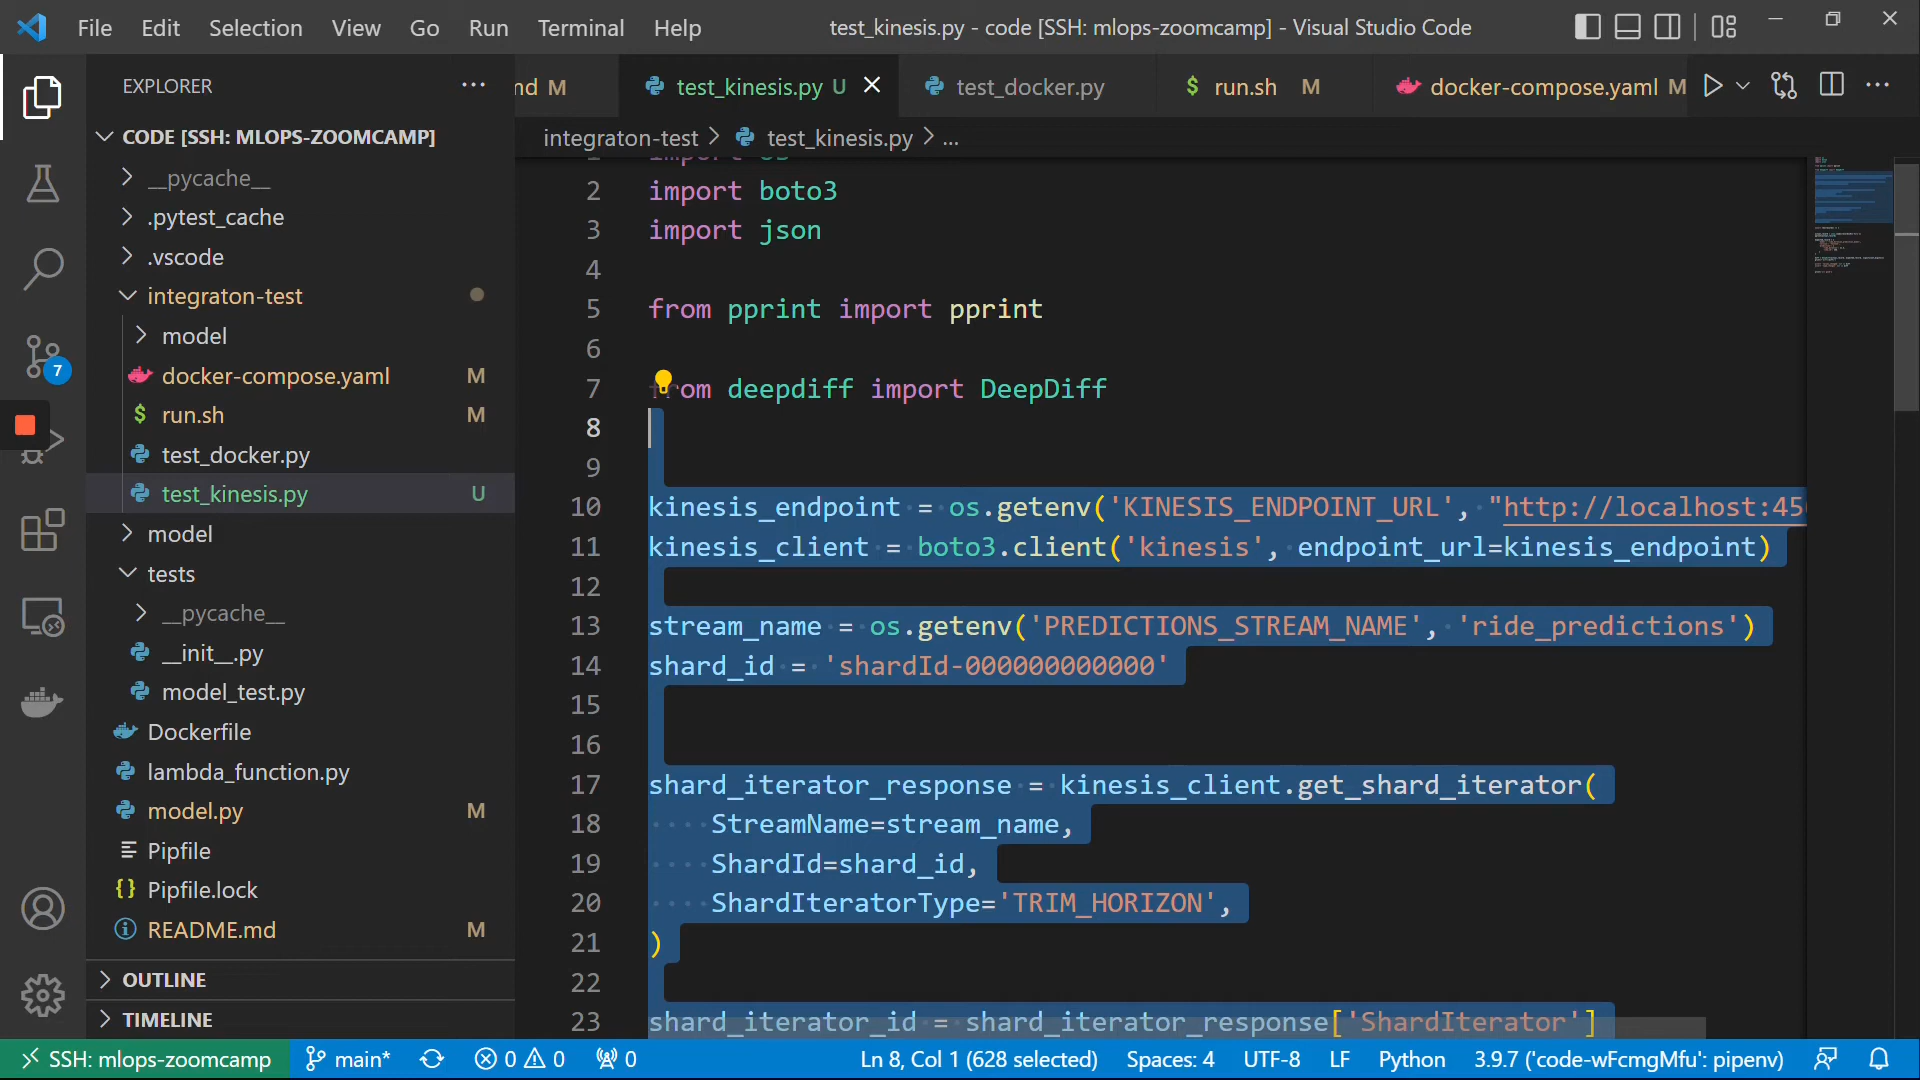 File Edit Selection View Go Run Terminal Help
test_kinesis.py - code [SSH: mlops-zoomcamp] - Visual Studio Code
EXPLORER
md M
test_kinesis.py U
test_docker.py
$ run.sh M
docker-compose.yaml M
CODE [SSH: MLOPS-ZOOMCAMP]
integraton-test > test_kinesis.py > ...
__pycache__
.pytest_cache
.vscode
integraton-test
model
docker-compose.yaml M
$ run.sh M
test_docker.py
test_kinesis.py U
model
tests
__pycache__
__init__.py
model_test.py
Dockerfile
lambda_function.py
model.py M
Pipfile
{} Pipfile.lock
README.md M
OUTLINE
TIMELINE
7
1 import os
2 import boto3
3 import json
4
5 from pprint import pprint
6
7 from deepdiff import DeepDiff
8
9
10 kinesis_endpoint = os.getenv('KINESIS_ENDPOINT_URL', "http://localhost:45
11 kinesis_client = boto3.client('kinesis', endpoint_url=kinesis_endpoint)
12
13 stream_name = os.getenv('PREDICTIONS_STREAM_NAME', 'ride_predictions')
14 shard_id = 'shardId-000000000000'
15
16
17 shard_iterator_response = kinesis_client.get_shard_iterator(
18 StreamName=stream_name,
19 ShardId=shard_id,
20 ShardIteratorType='TRIM_HORIZON',
21 )
22
23 shard_iterator_id = shard_iterator_response['ShardIterator']
SSH: mlops-zoomcamp main* 0 0 0 Ln 8, Col 1 (628 selected) Spaces: 4 UTF-8 LF Python 3.9.7 ('code-wFcmgMfu': pipenv)